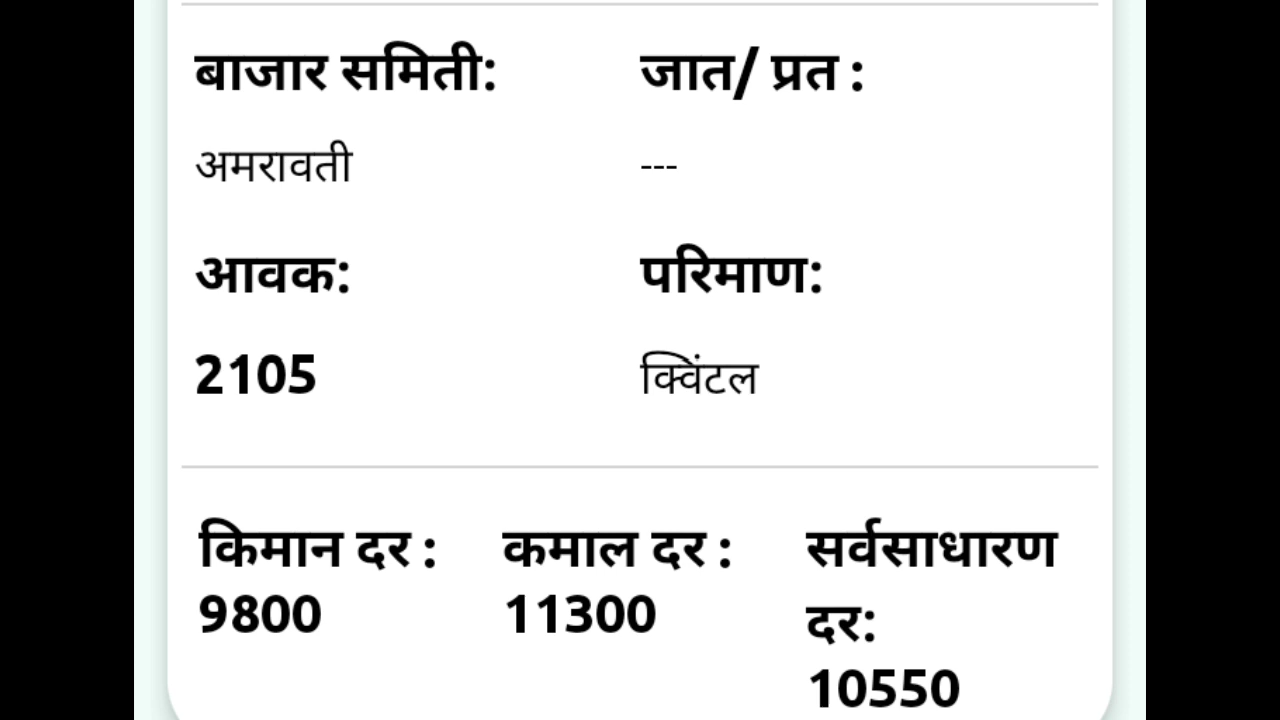 बाजार समिती: जात/ प्रत :
अमरावती ---
आवक: परिमाण:
2105 क्विंटल
किमान दर : कमाल दर : सर्वसाधारण
9800 11300 दर:
10550